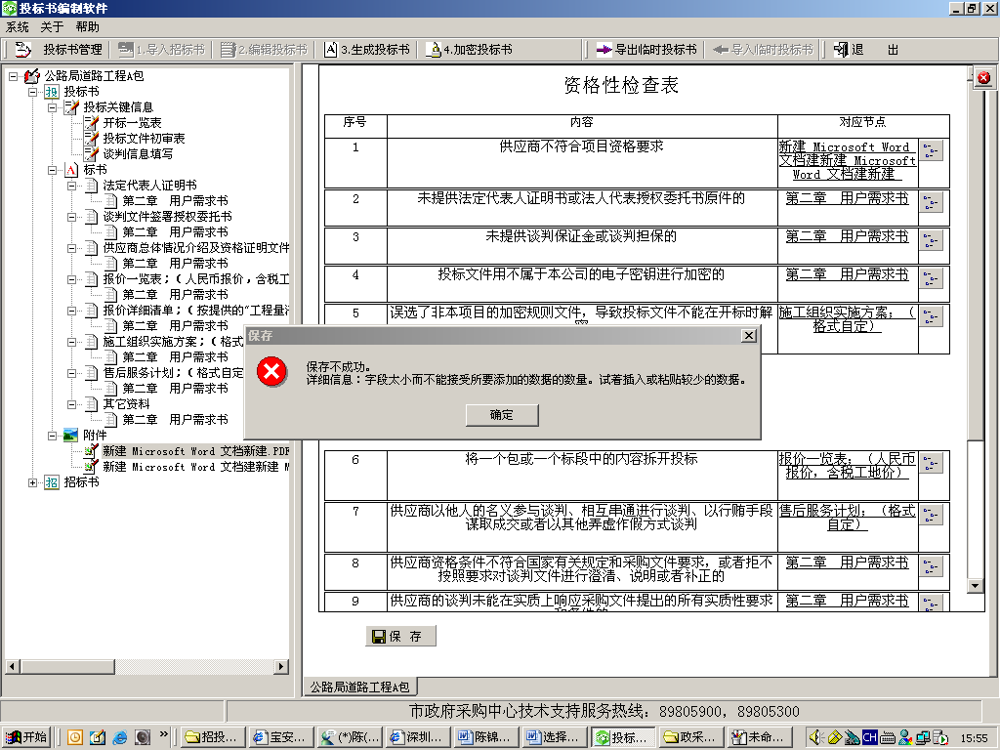 投标书编制软件
系统 关于 帮助
投标书管理 1.导入招标书 2.编辑投标书 3.生成投标书 4.加密投标书 导出临时投标书 导入临时投标书 退 出
公路局道路工程A包
投标书
投标关键信息
开标一览表
投标文件初审表
谈判信息填写
标书
法定代表人证明书
第二章 用户需求书
谈判文件签署授权委托书
第二章 用户需求书
供应商总体情况介绍及资格证明文件
第二章 用户需求书
报价一览表;(人民币报价,含税工
第二章 用户需求书
报价详细清单;(按提供的"工程量
第二章 用户需求书
施工组织实施方案;(格式
第二章 用户需求书
售后服务计划;(格式自定
第二章 用户需求书
其它资料
第二章 用户需求书
附件
新建 Microsoft Word 文档新建.PDF
新建 Microsoft Word 文档建新建 M
招标书
资格性检查表
序号 内容 对应节点
1 供应商不符合项目资格要求 新建 Microsoft Word
文档建新建 Microsoft
Word 文档建新建
2 未提供法定代表人证明书或法人代表授权委托书原件的 第二章 用户需求书
3 未提供谈判保证金或谈判担保的 第二章 用户需求书
4 投标文件用不属于本公司的电子密钥进行加密的 第二章 用户需求书
5 误选了非本项目的加密规则文件,导致投标文件不能在开标时解 施工组织实施方案;(
格式自定)
保存
保存不成功。
详细信息:字段太小而不能接受所要添加的数据的数量。试着插入或粘贴较少的数据。
确定
6 将一个包或一个标段中的内容拆开投标 报价一览表;(人民币
报价,含税工地价)
7 供应商以他人的名义参与谈判、相互串通进行谈判、以行贿手段 售后服务计划;(格式
谋取成交或者以其他弄虚作假方式谈判 自定)
8 供应商资格条件不符合国家有关规定和采购文件要求,或者拒不 第二章 用户需求书
按照要求对谈判文件进行澄清、说明或者补正的
9 供应商的谈判未能在实质上响应采购文件提出的所有实质性要求 第二章 用户需求书
和条件的
保 存
公路局道路工程A包
市政府采购中心技术支持服务热线:89805900,89805300
开始 » 招投... 宝安... (*)陈(... 深圳... 陈锦... 选择... 投标... 政采... 未命... CH 15:55